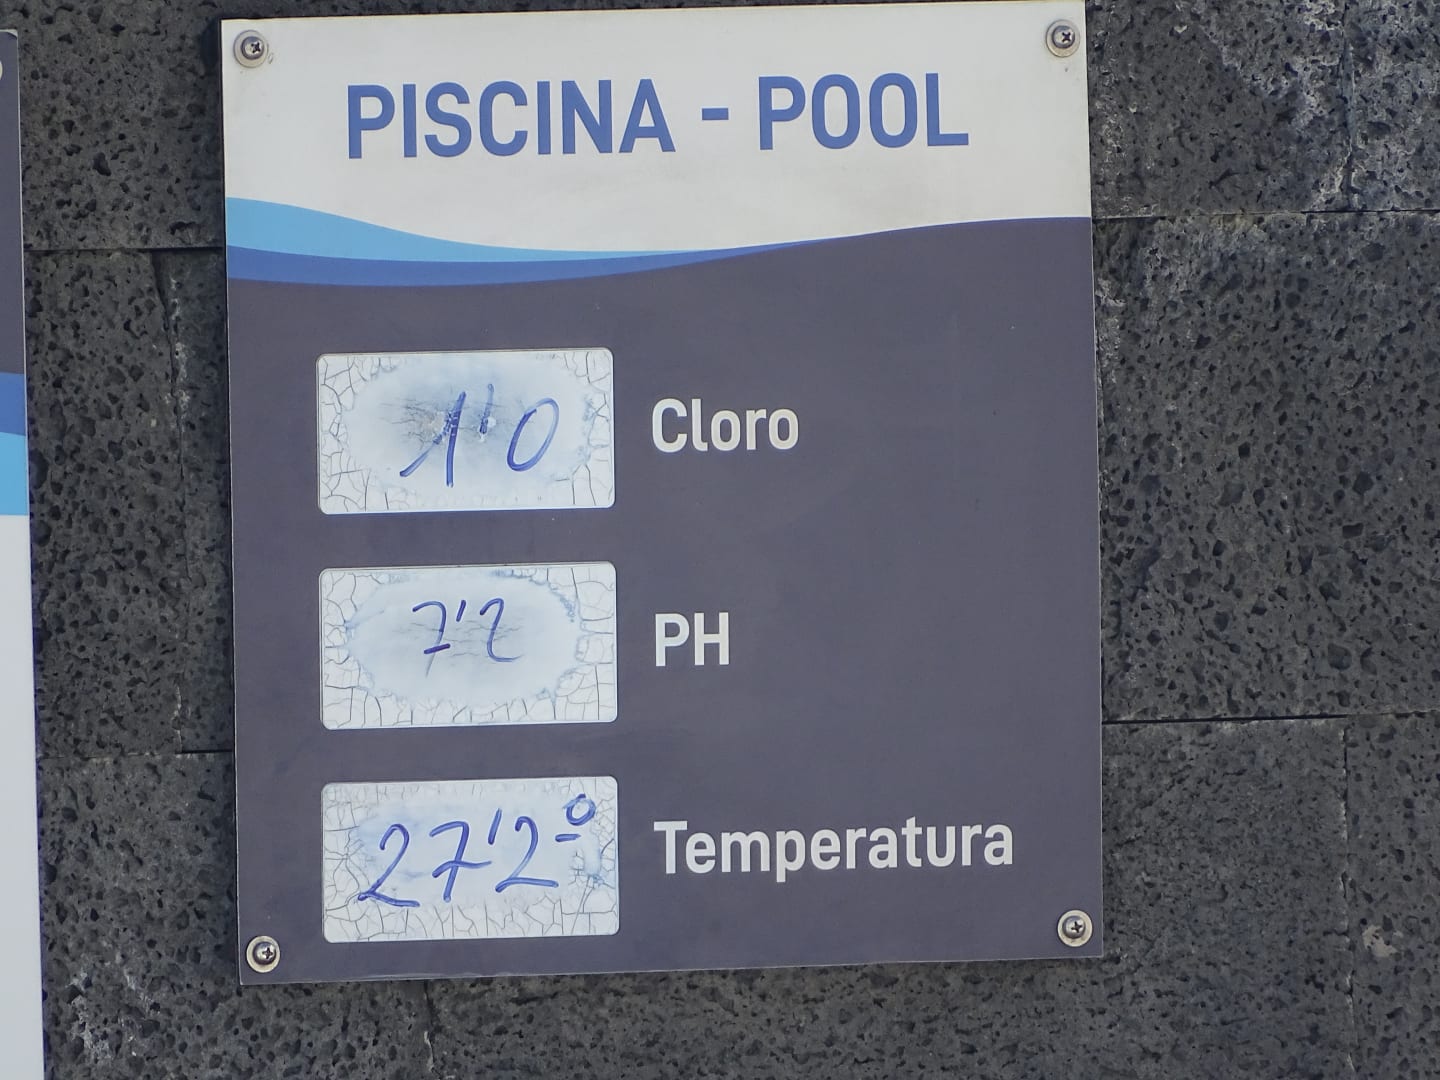 PISCINA - POOL
1'0 Cloro
7'2 PH
27'2º Temperatura